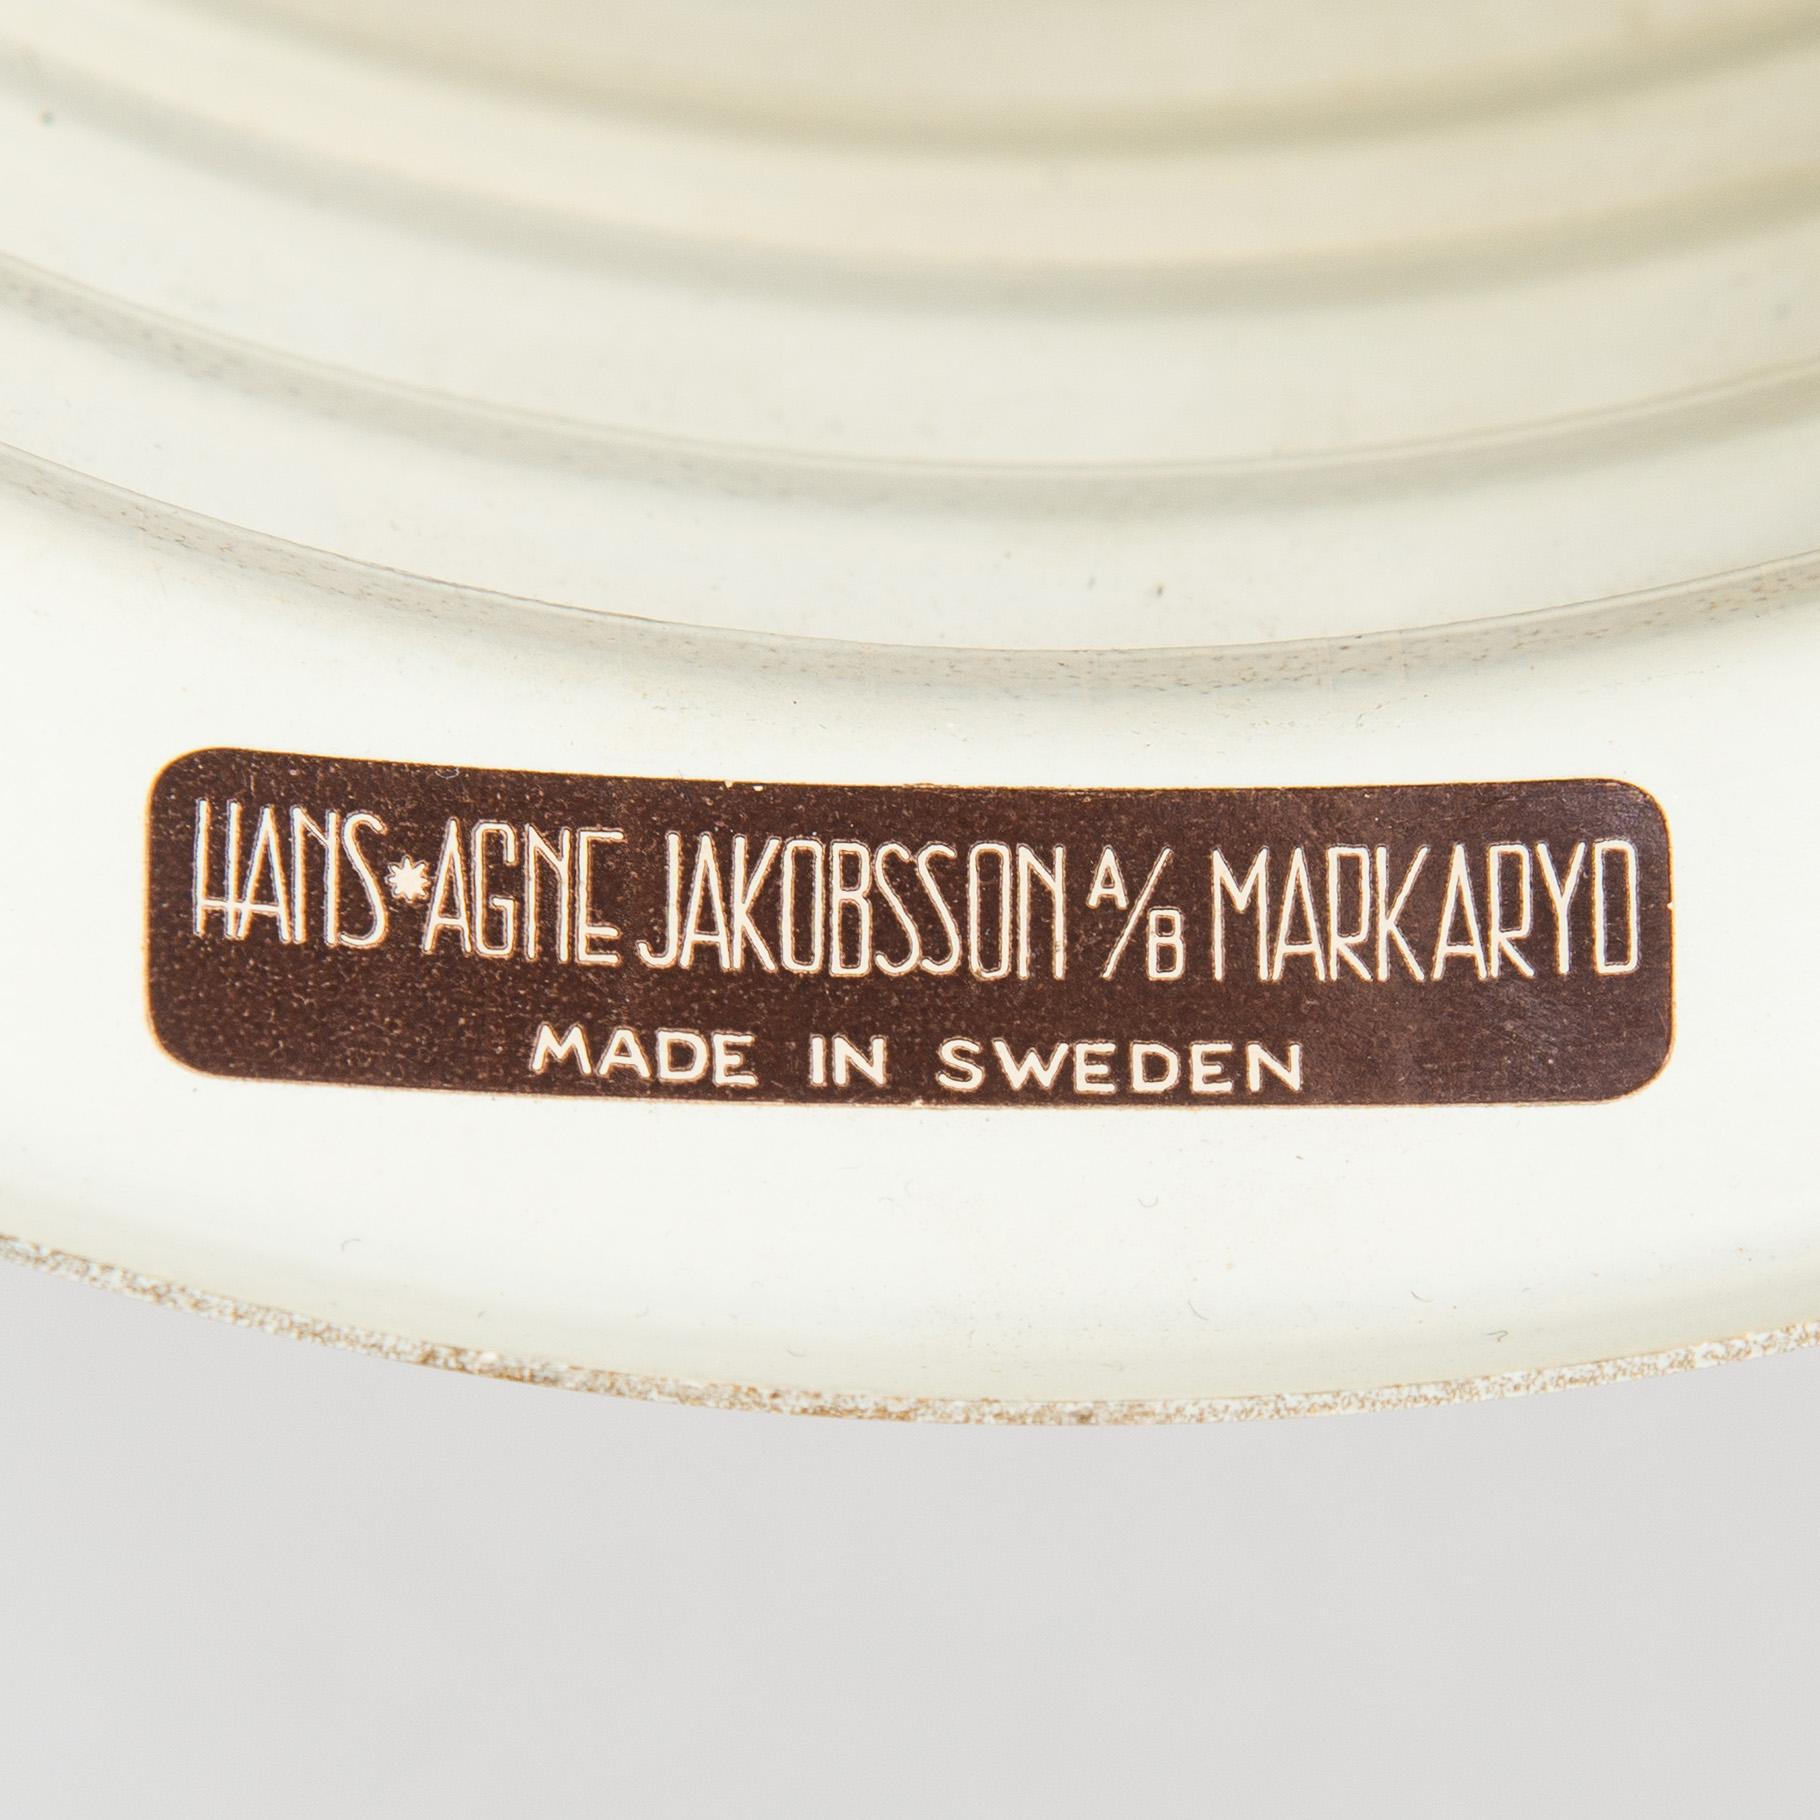 HANS*AGNE JAKOBSSON A/B MARKARYD
MADE IN SWEDEN